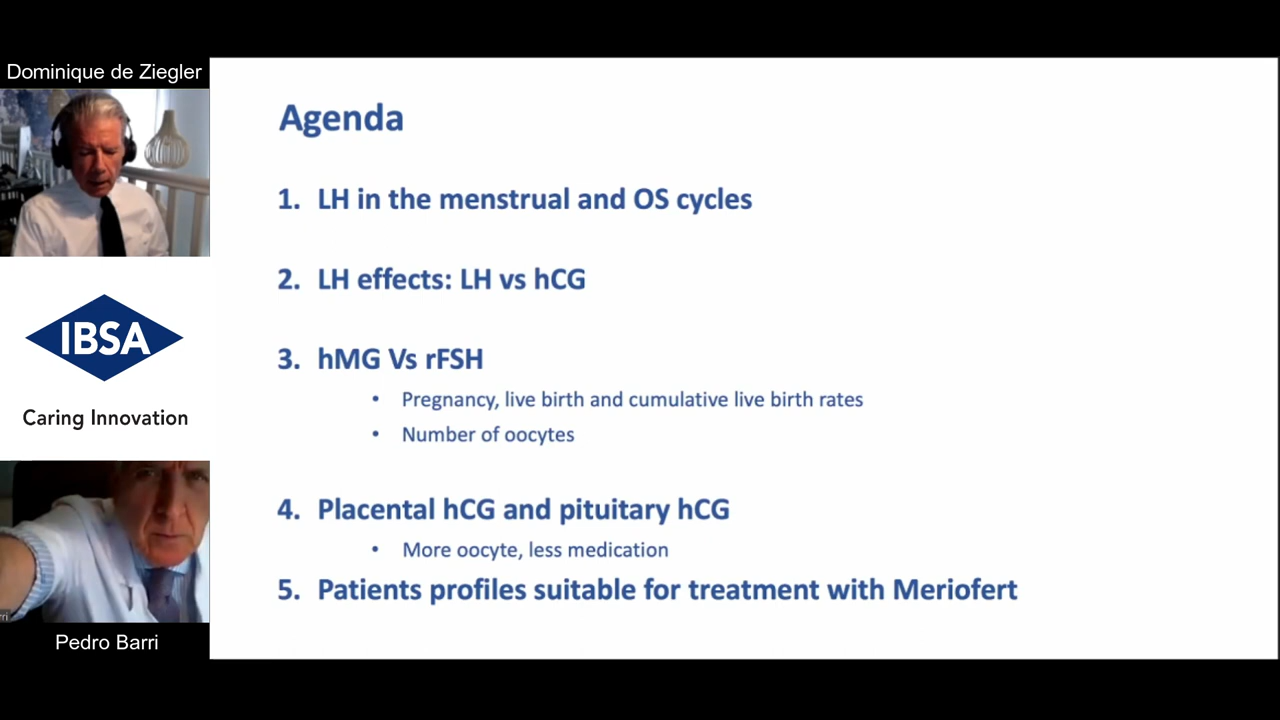 Dominique de Ziegler
IBSA
Caring Innovation
rri
Pedro Barri
Agenda
1. LH in the menstrual and OS cycles
2. LH effects: LH vs hCG
3. hMG Vs rFSH
• Pregnancy, live birth and cumulative live birth rates
• Number of oocytes
4. Placental hCG and pituitary hCG
• More oocyte, less medication
5. Patients profiles suitable for treatment with Meriofert